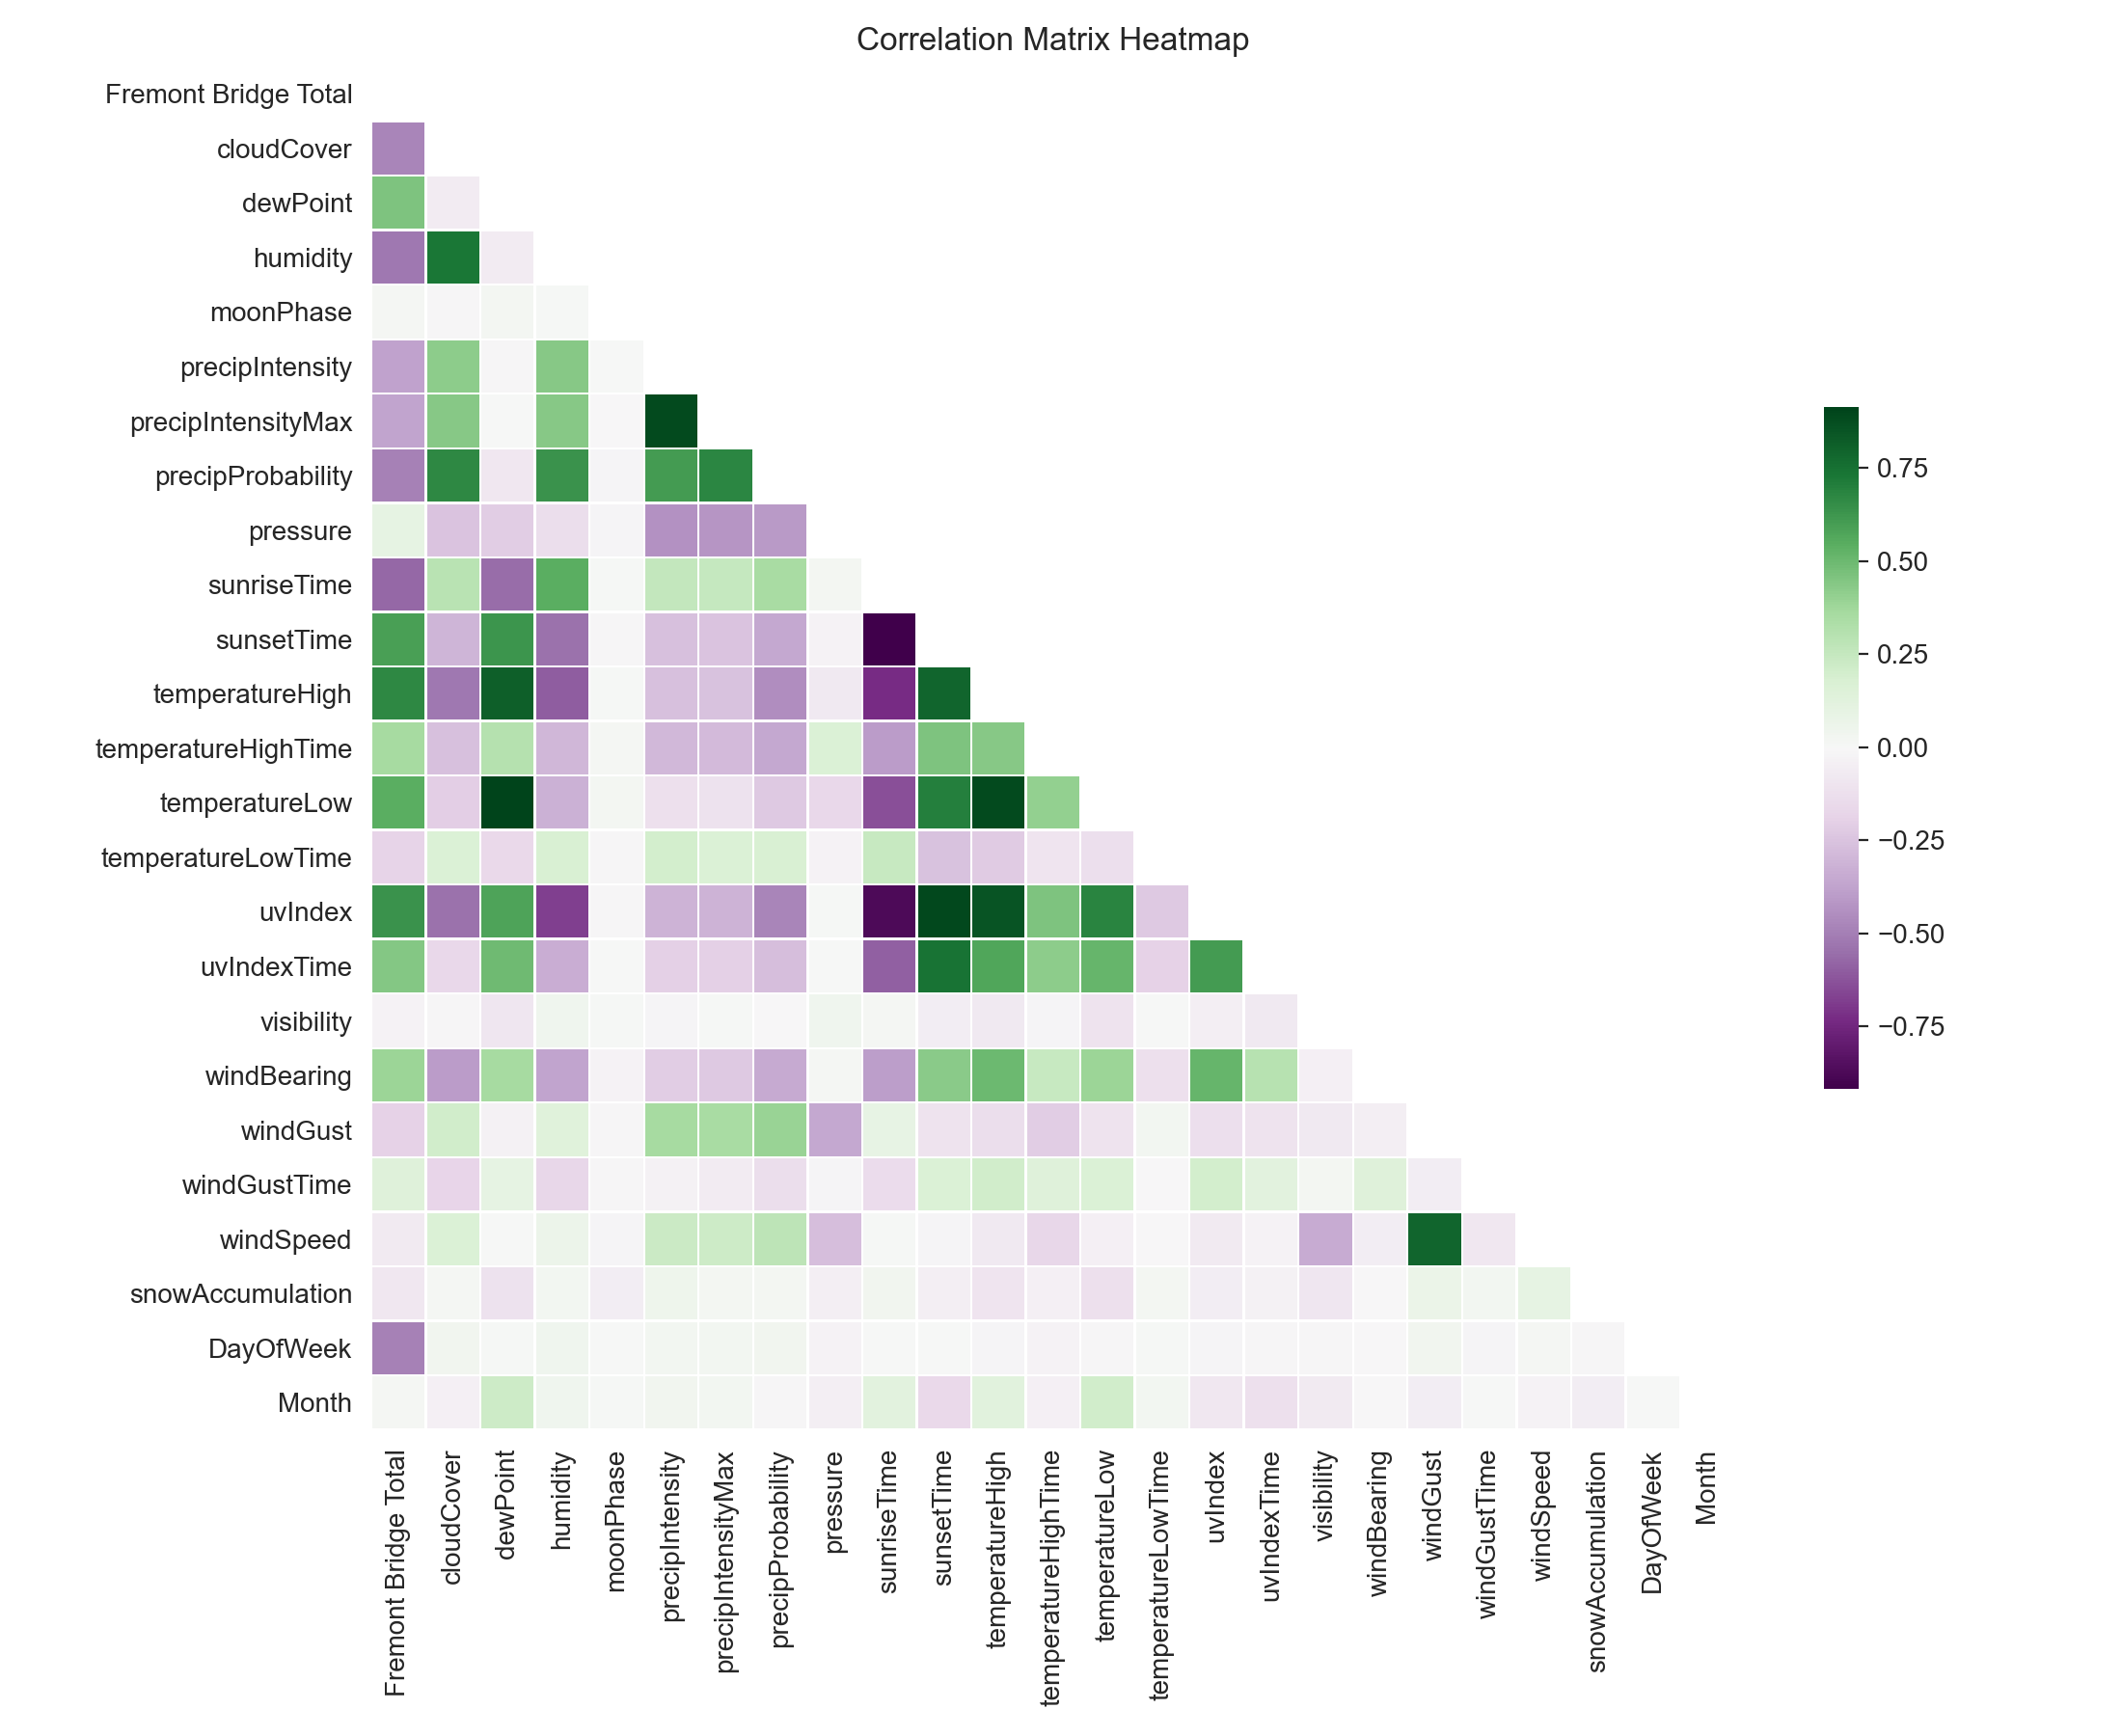 Correlation Matrix Heatmap
Fremont Bridge Total
cloudCover
dewPoint
humidity
moonPhase
precipIntensity
precipIntensityMax
precipProbability
pressure
sunriseTime
sunsetTime
temperatureHigh
temperatureHighTime
temperatureLow
temperatureLowTime
uvIndex
uvIndexTime
visibility
windBearing
windGust
windGustTime
windSpeed
snowAccumulation
DayOfWeek
Month
Fremont Bridge Total
cloudCover
dewPoint
humidity
moonPhase
precipIntensity
precipIntensityMax
precipProbability
pressure
sunriseTime
sunsetTime
temperatureHigh
temperatureHighTime
temperatureLow
temperatureLowTime
uvIndex
uvIndexTime
visibility
windBearing
windGust
windGustTime
windSpeed
snowAccumulation
DayOfWeek
Month
0.75
0.50
0.25
0.00
−0.25
−0.50
−0.75